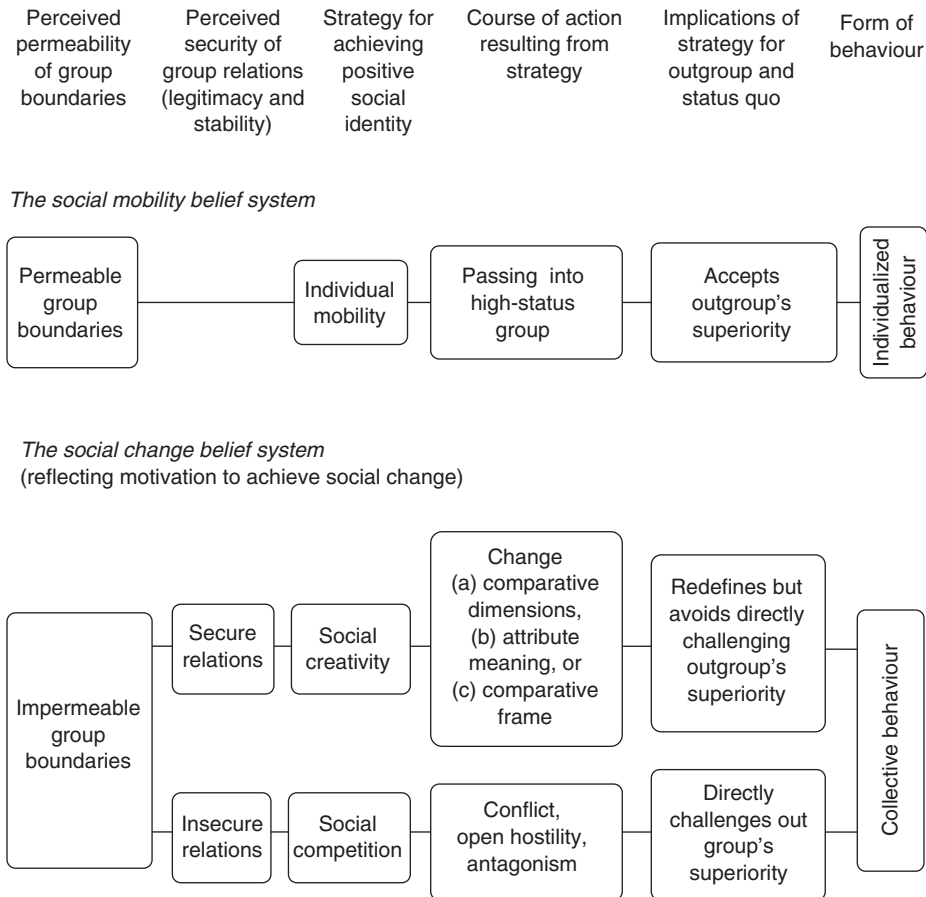 Perceived
permeability
of group
boundaries
Perceived
security of
group relations
(legitimacy and
stability)
Strategy for
achieving
positive
social
identity
Course of action
resulting from
strategy
Implications of
strategy for
outgroup and
status quo
Form of
behaviour
The social mobility belief system
Permeable
group
boundaries
Individual
mobility
Passing into
high-status
group
Accepts
outgroup's
superiority
Individualized
behaviour
The social change belief system
(reflecting motivation to achieve social change)
Impermeable
group
boundaries
Secure
relations
Social
creativity
Change
(a) comparative
dimensions,
(b) attribute
meaning, or
(c) comparative
frame
Redefines but
avoids directly
challenging
outgroup's
superiority
Insecure
relations
Social
competition
Conflict,
open hostility,
antagonism
Directly
challenges out
group's
superiority
Collective behaviour